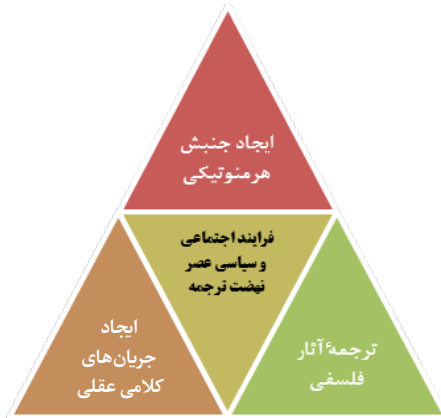 ایجاد جنبش
هرمنوتیکی
فرایند اجتماعی
و سیاسی عصر
نهضت ترجمه
ترجمهٔ آثار
فلسفی
ایجاد
جریان‌های
کلامی عقلی